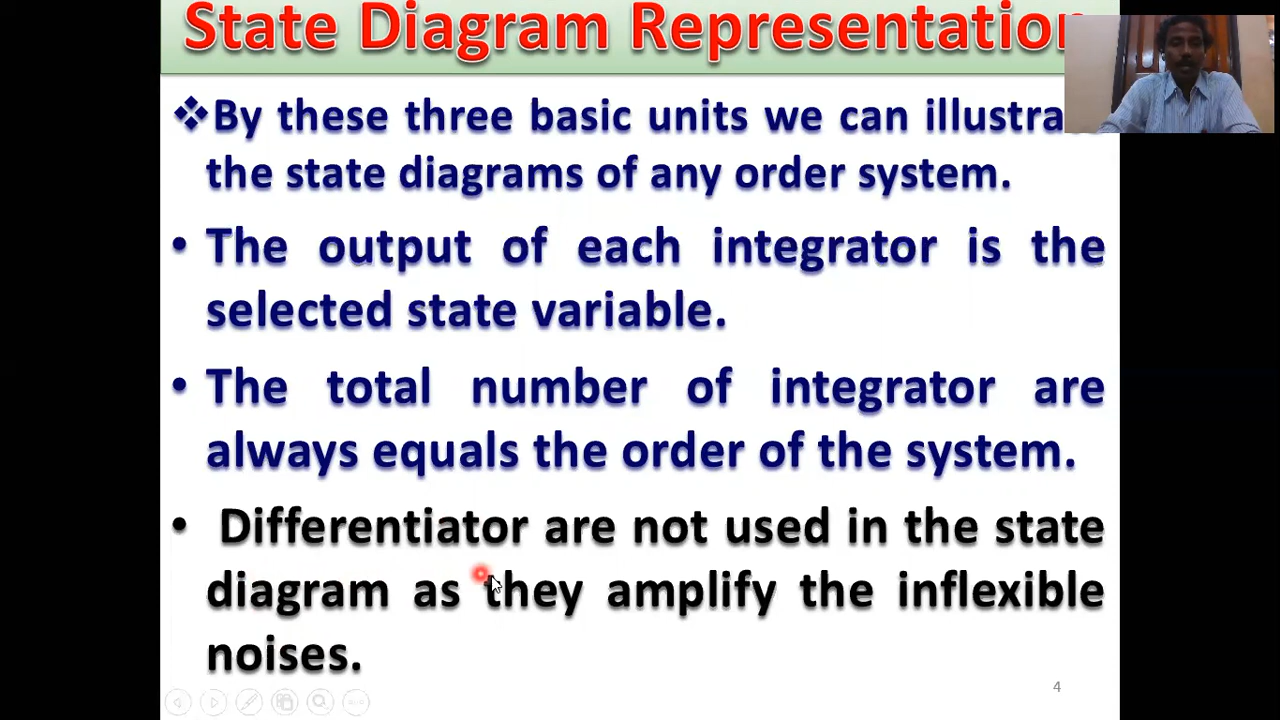 State Diagram Representation
❖By these three basic units we can
the state diagrams of any order system.
• The output of each integrator is the
selected state variable.
• The total number of integrator are
always equals the order of the system.
• Differentiator are not used in the state
diagram as they amplify the inflexible
noises.
4